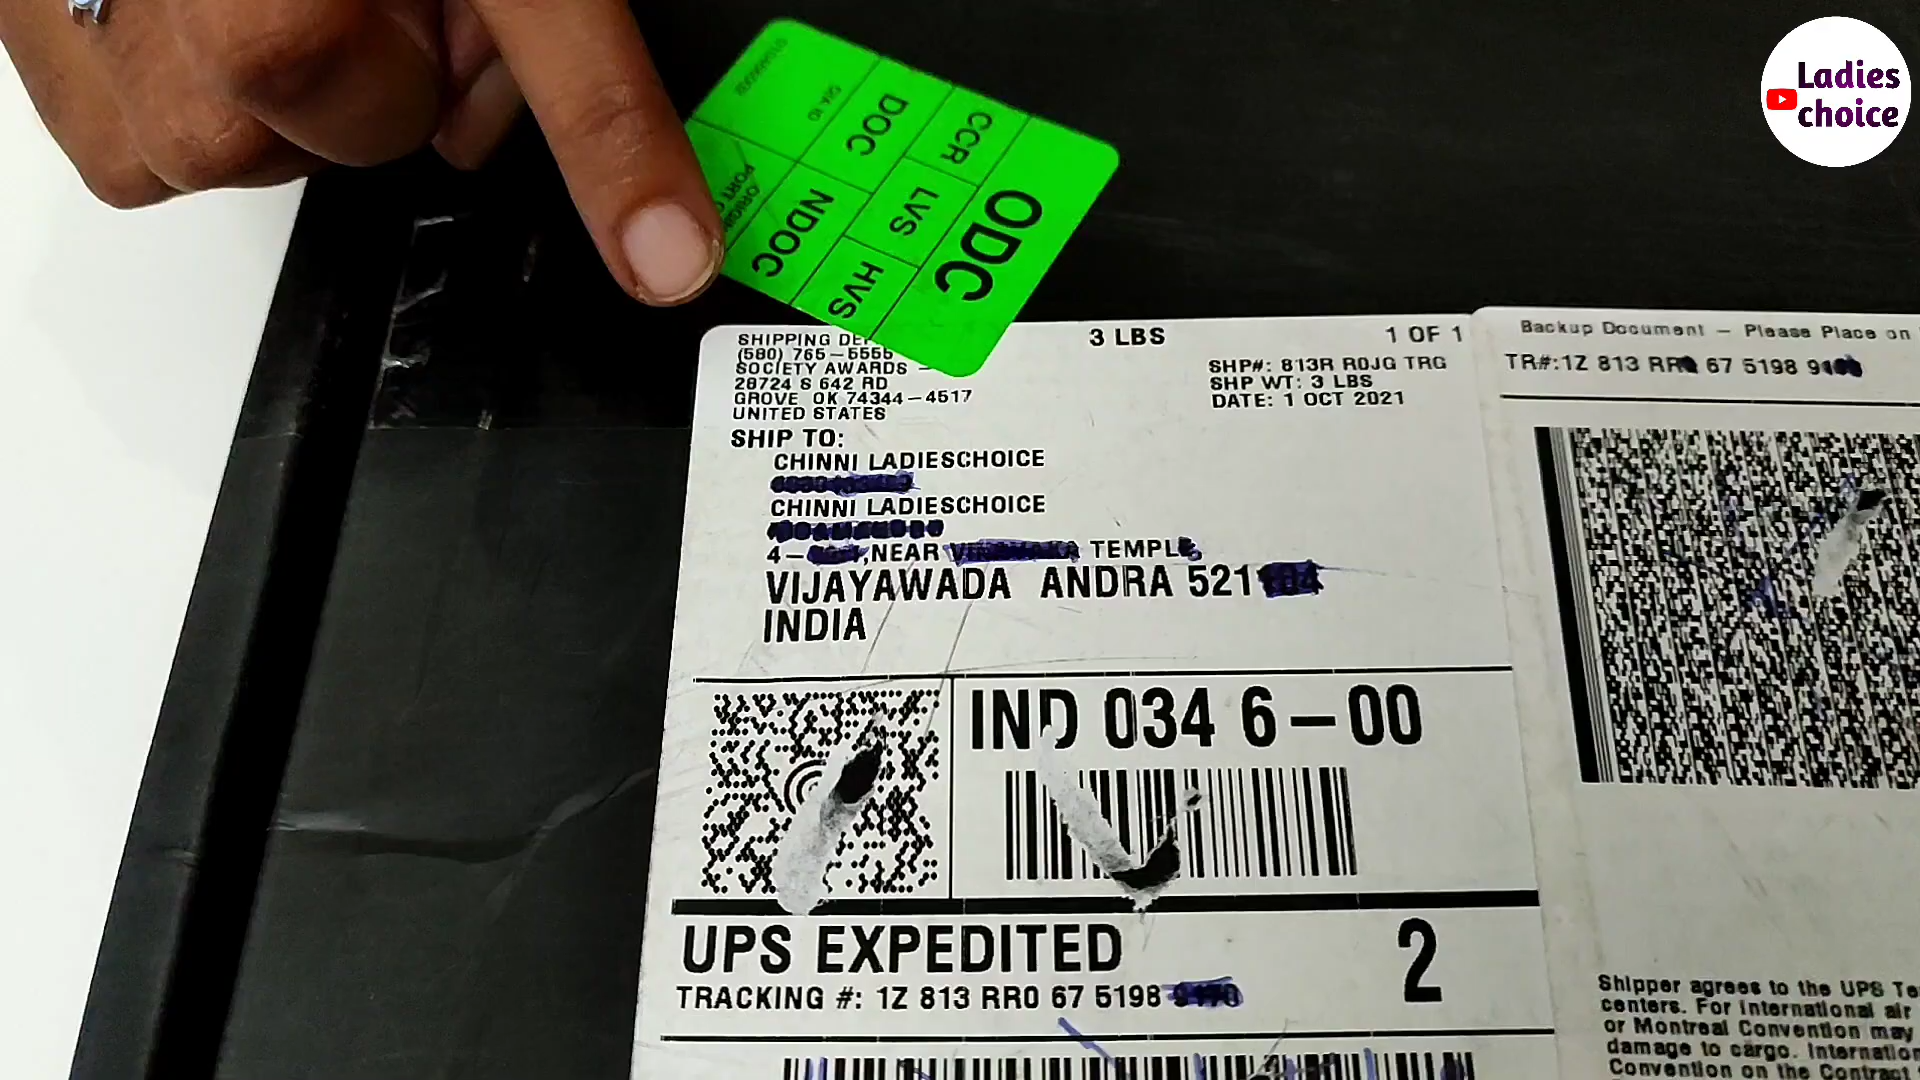 Ladies
choice
ODC
CCR
LVS
HVS
DOC
NDOC
SHIPPING
3 LBS
1 OF 1
(580) 765-5555
SOCIETY AWARDS
28724 S 642 RD
GROVE OK 74344-4517
UNITED STATES
SHP#: 813R R0JG TRG
SHP WT: 3 LBS
DATE: 1 OCT 2021
SHIP TO:
CHINNI LADIESCHOICE
CHINNI LADIESCHOICE
4- ,NEAR TEMPLE
VIJAYAWADA ANDRA 521
INDIA
IND 034 6-00
UPS EXPEDITED
2
TRACKING #: 1Z 813 RR0 67 5198
Backup Document - Please Place on
TR#:1Z 813 RR0 67 5198
Shipper agrees to the UPS Te
centers. For International air
or Montreal Convention may
damage to cargo. Internation
Convention on the Contract